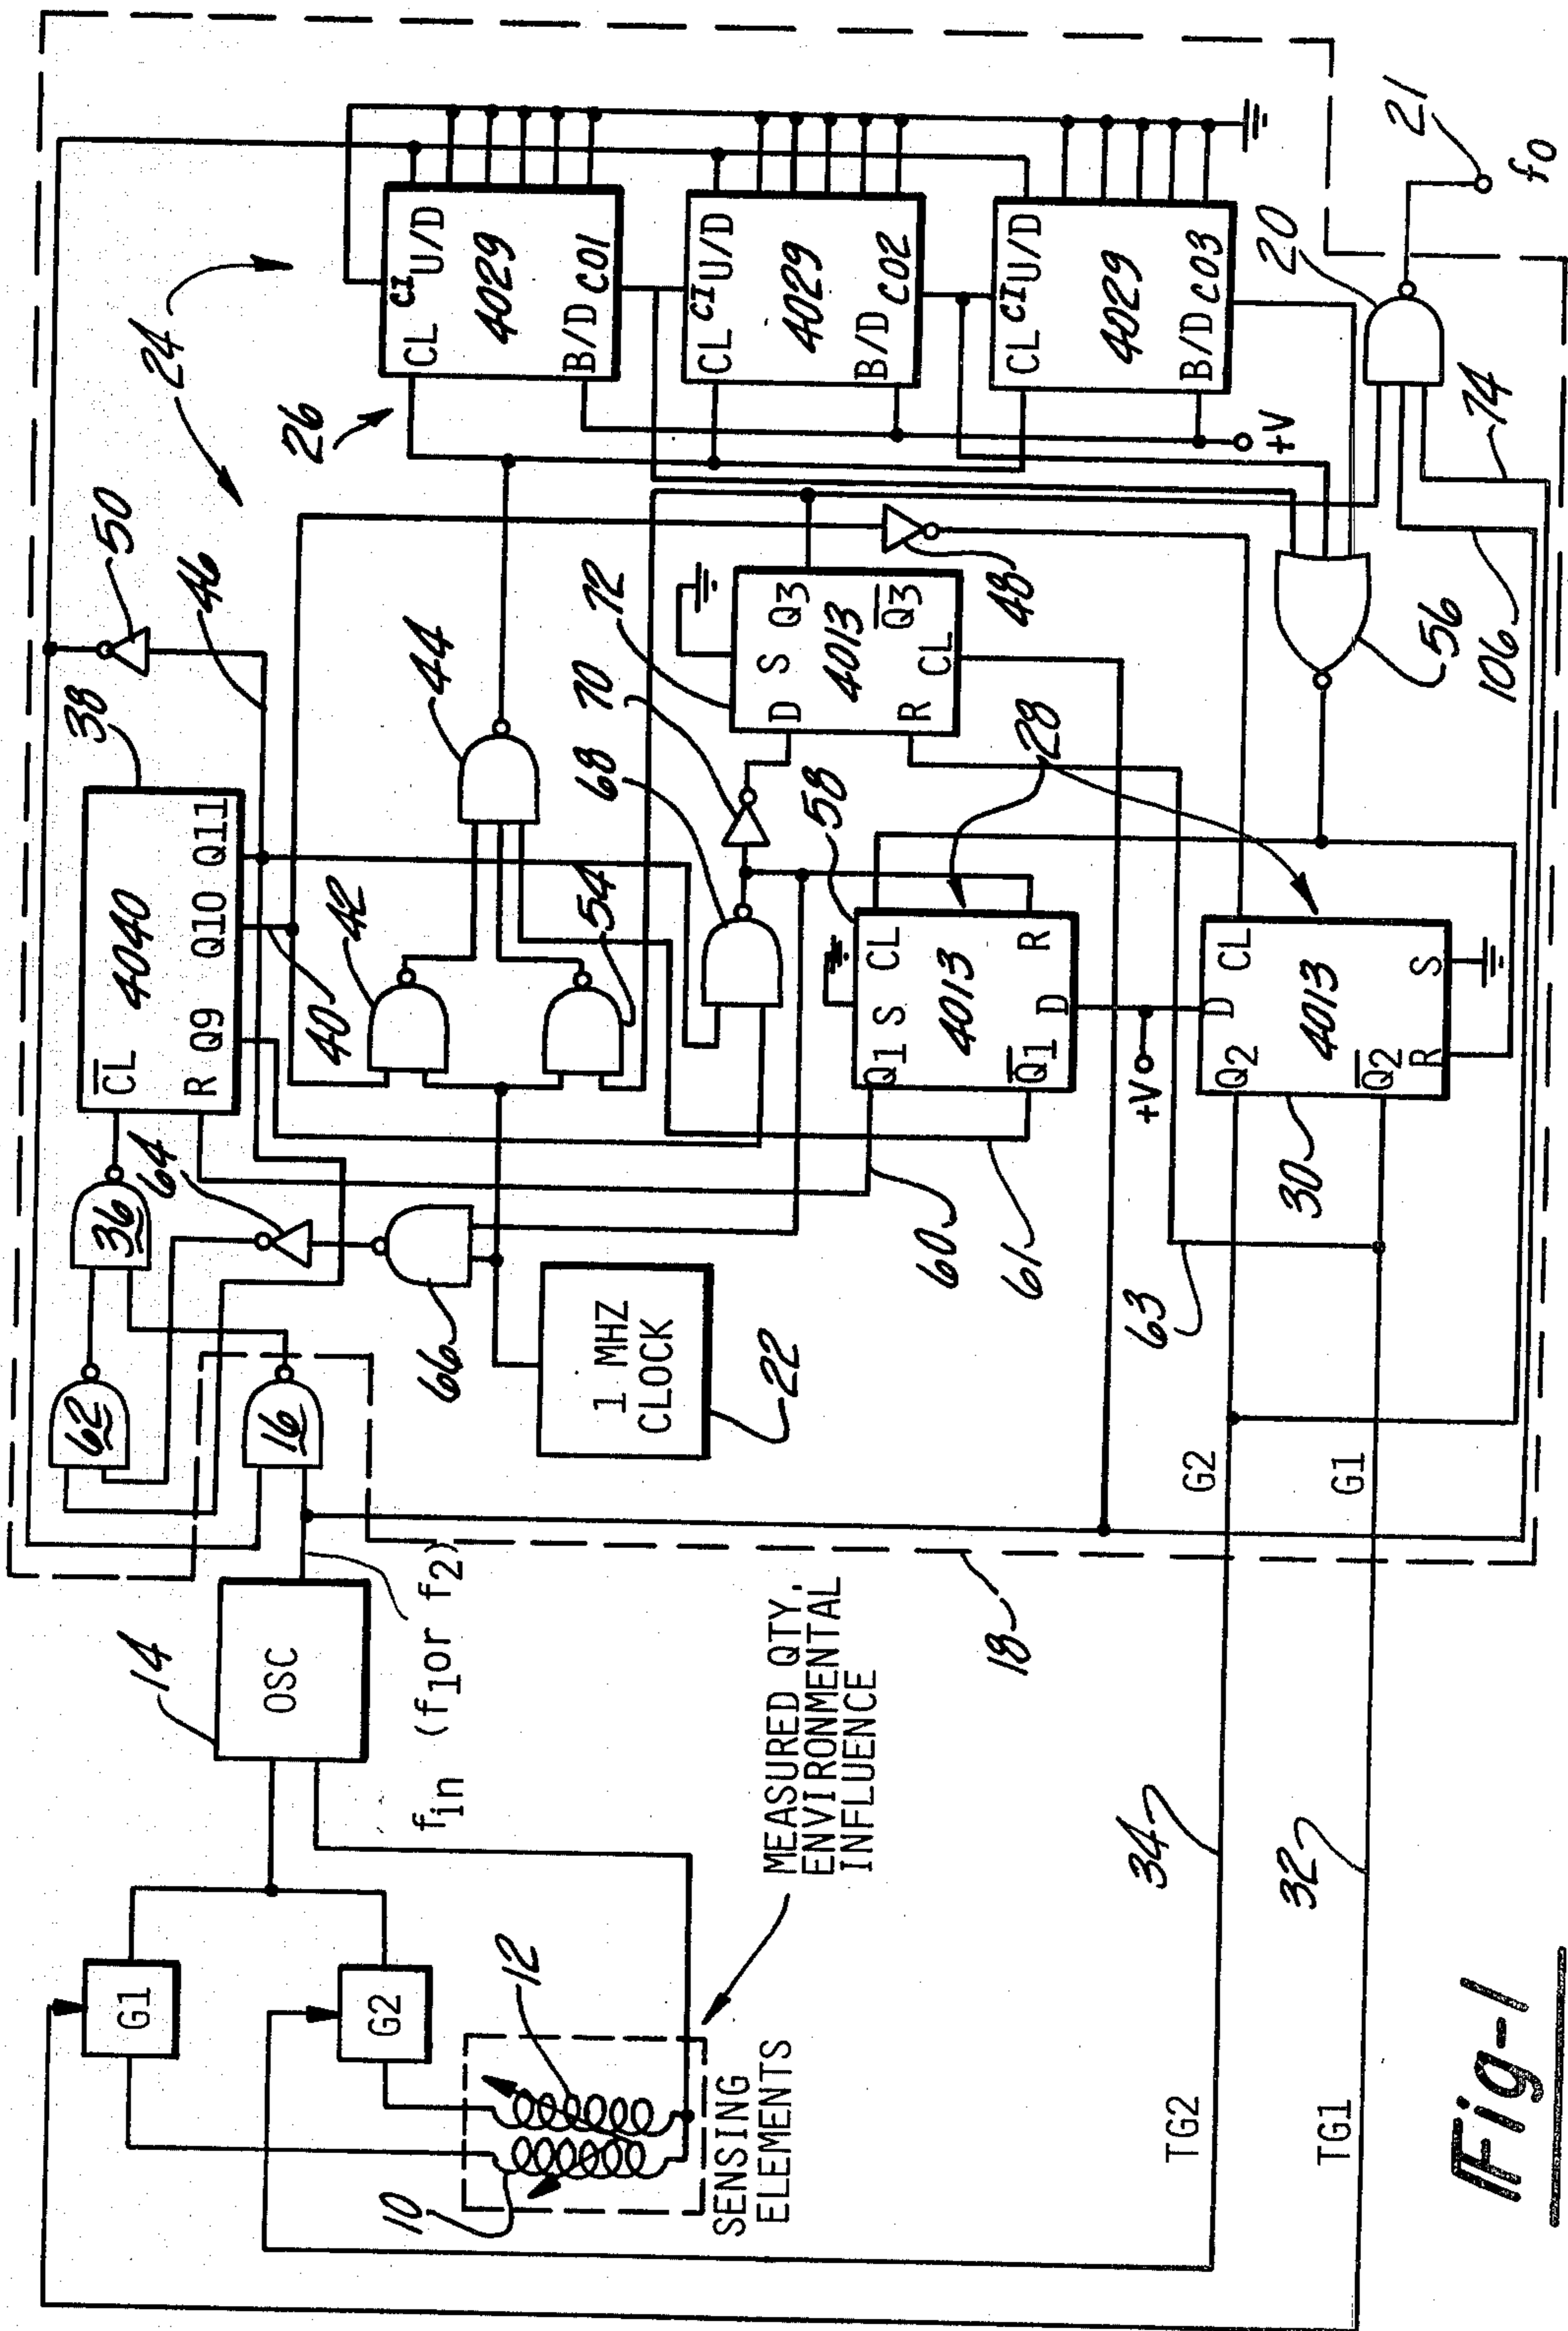 10
12
SENSING
ELEMENTS
G1
G2
MEASURED QTY.
ENVIRONMENTAL
INFLUENCE
TG2
TG1
34
32
14
OSC
fin (f1 or f2)
18
62
16
36
64
66
1 MHZ
CLOCK
22
G2
G1
60
61
63
38
4040
CL
R
Q9
Q10
Q11
40
42
54
44
46
50
68
70
58
Q1
S
CL
4013
Q1
D
R
28
+V
30
Q2
D
CL
4013
Q2
R
S
72
D
S
Q3
4013
R
CL
Q3
48
24
26
CI
CL
U/D
4029
B/D
CO1
CI
CL
U/D
4029
B/D
CO2
CI
CL
U/D
4029
B/D
CO3
+V
56
106
74
20
21
fo
Fig-1